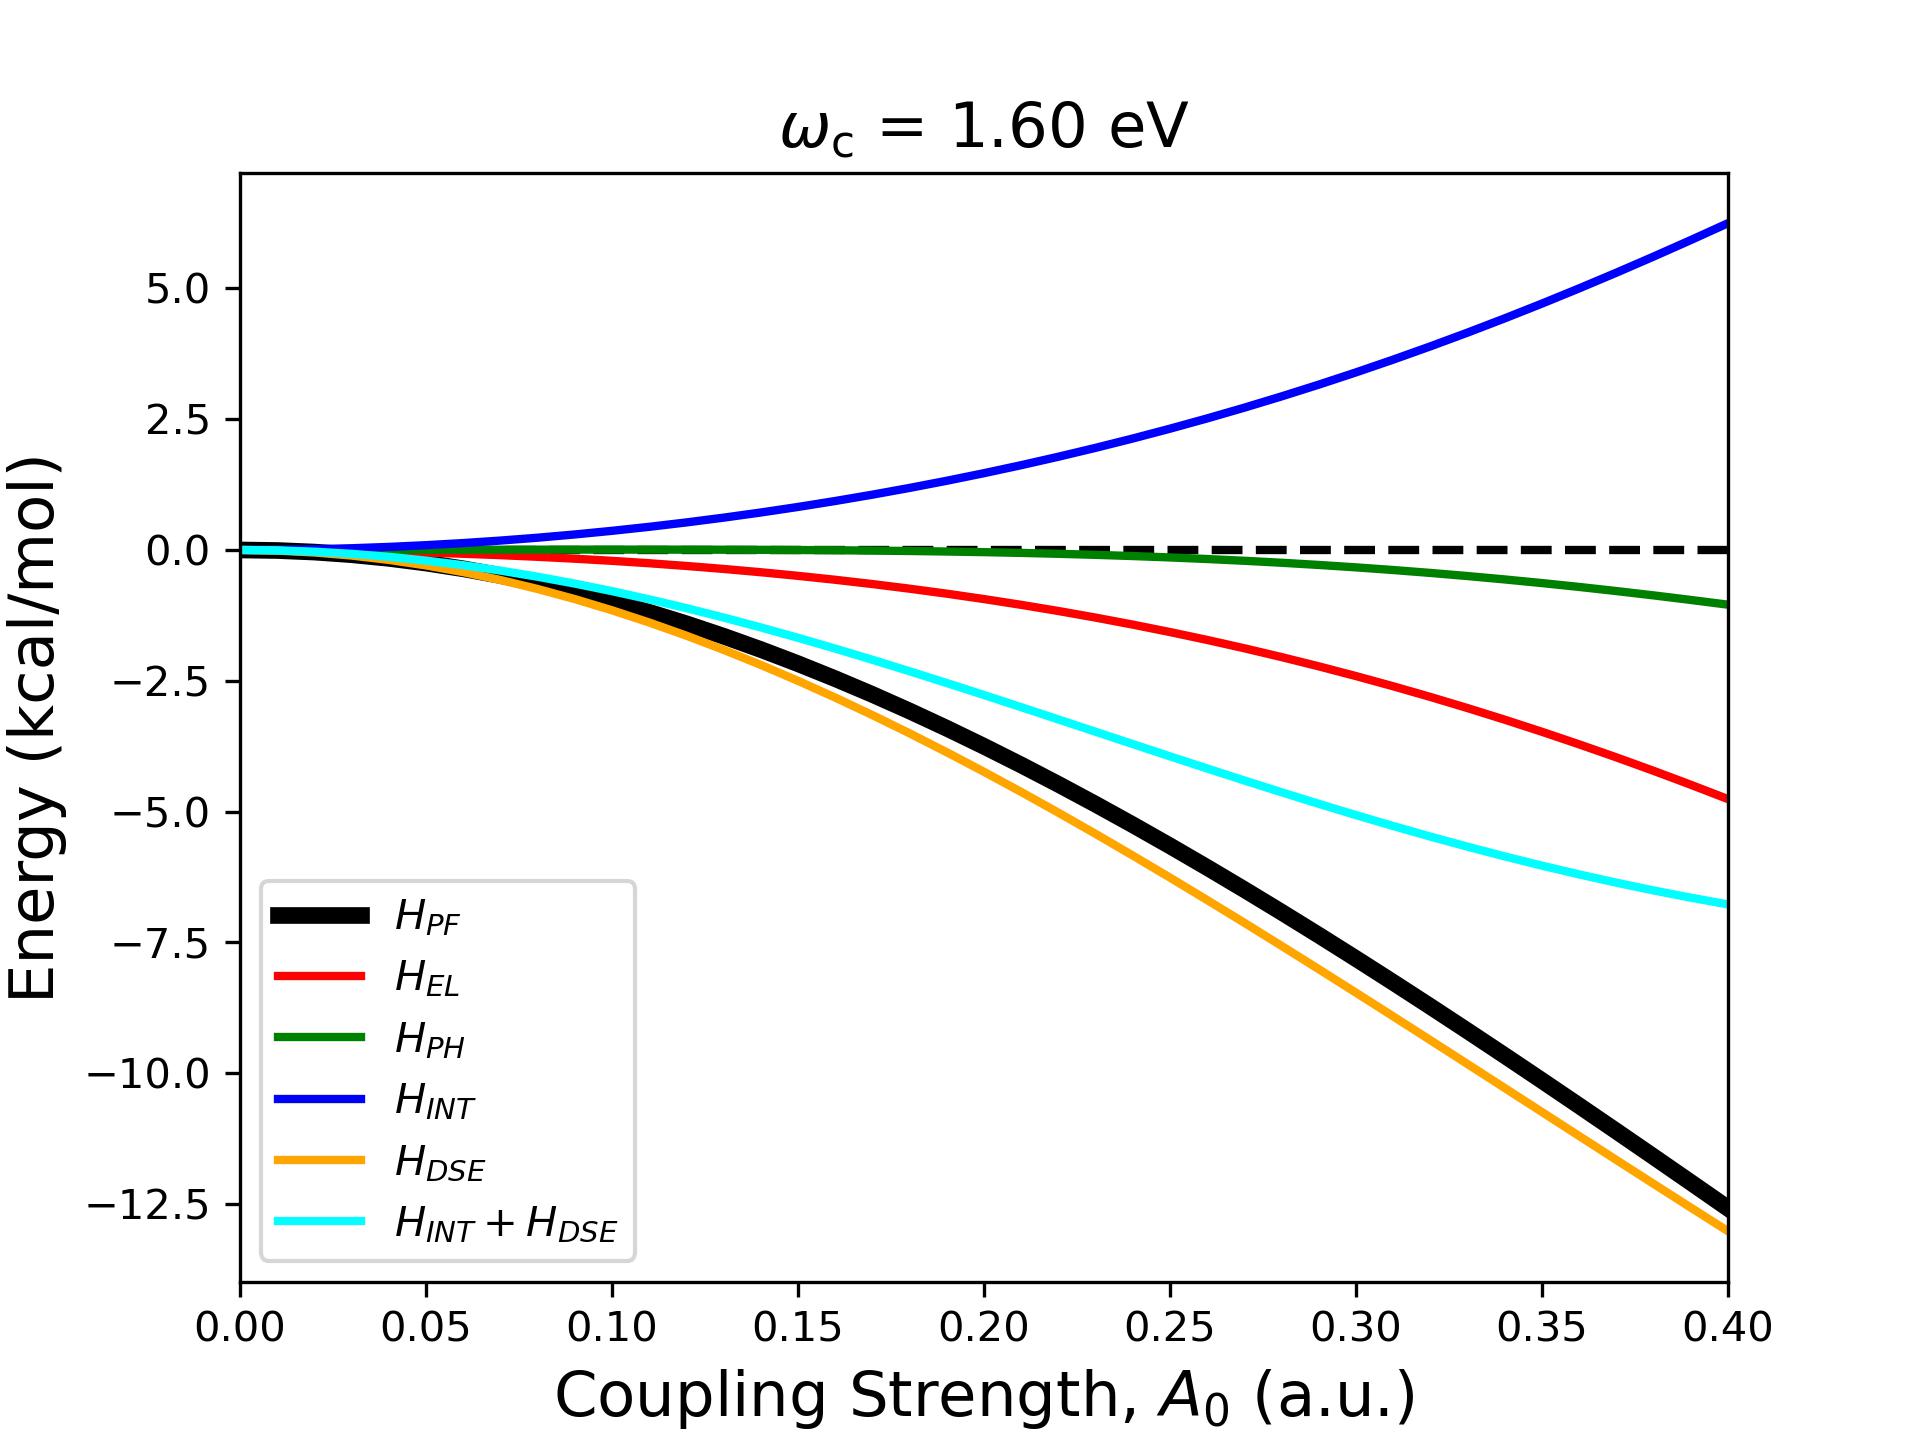 ω_c = 1.60 eV
Energy (kcal/mol)
5.0
2.5
0.0
−2.5
−5.0
−7.5
−10.0
−12.5
H_PF
H_EL
H_PH
H_INT
H_DSE
H_INT + H_DSE
0.00 0.05 0.10 0.15 0.20 0.25 0.30 0.35 0.40
Coupling Strength, A_0 (a.u.)